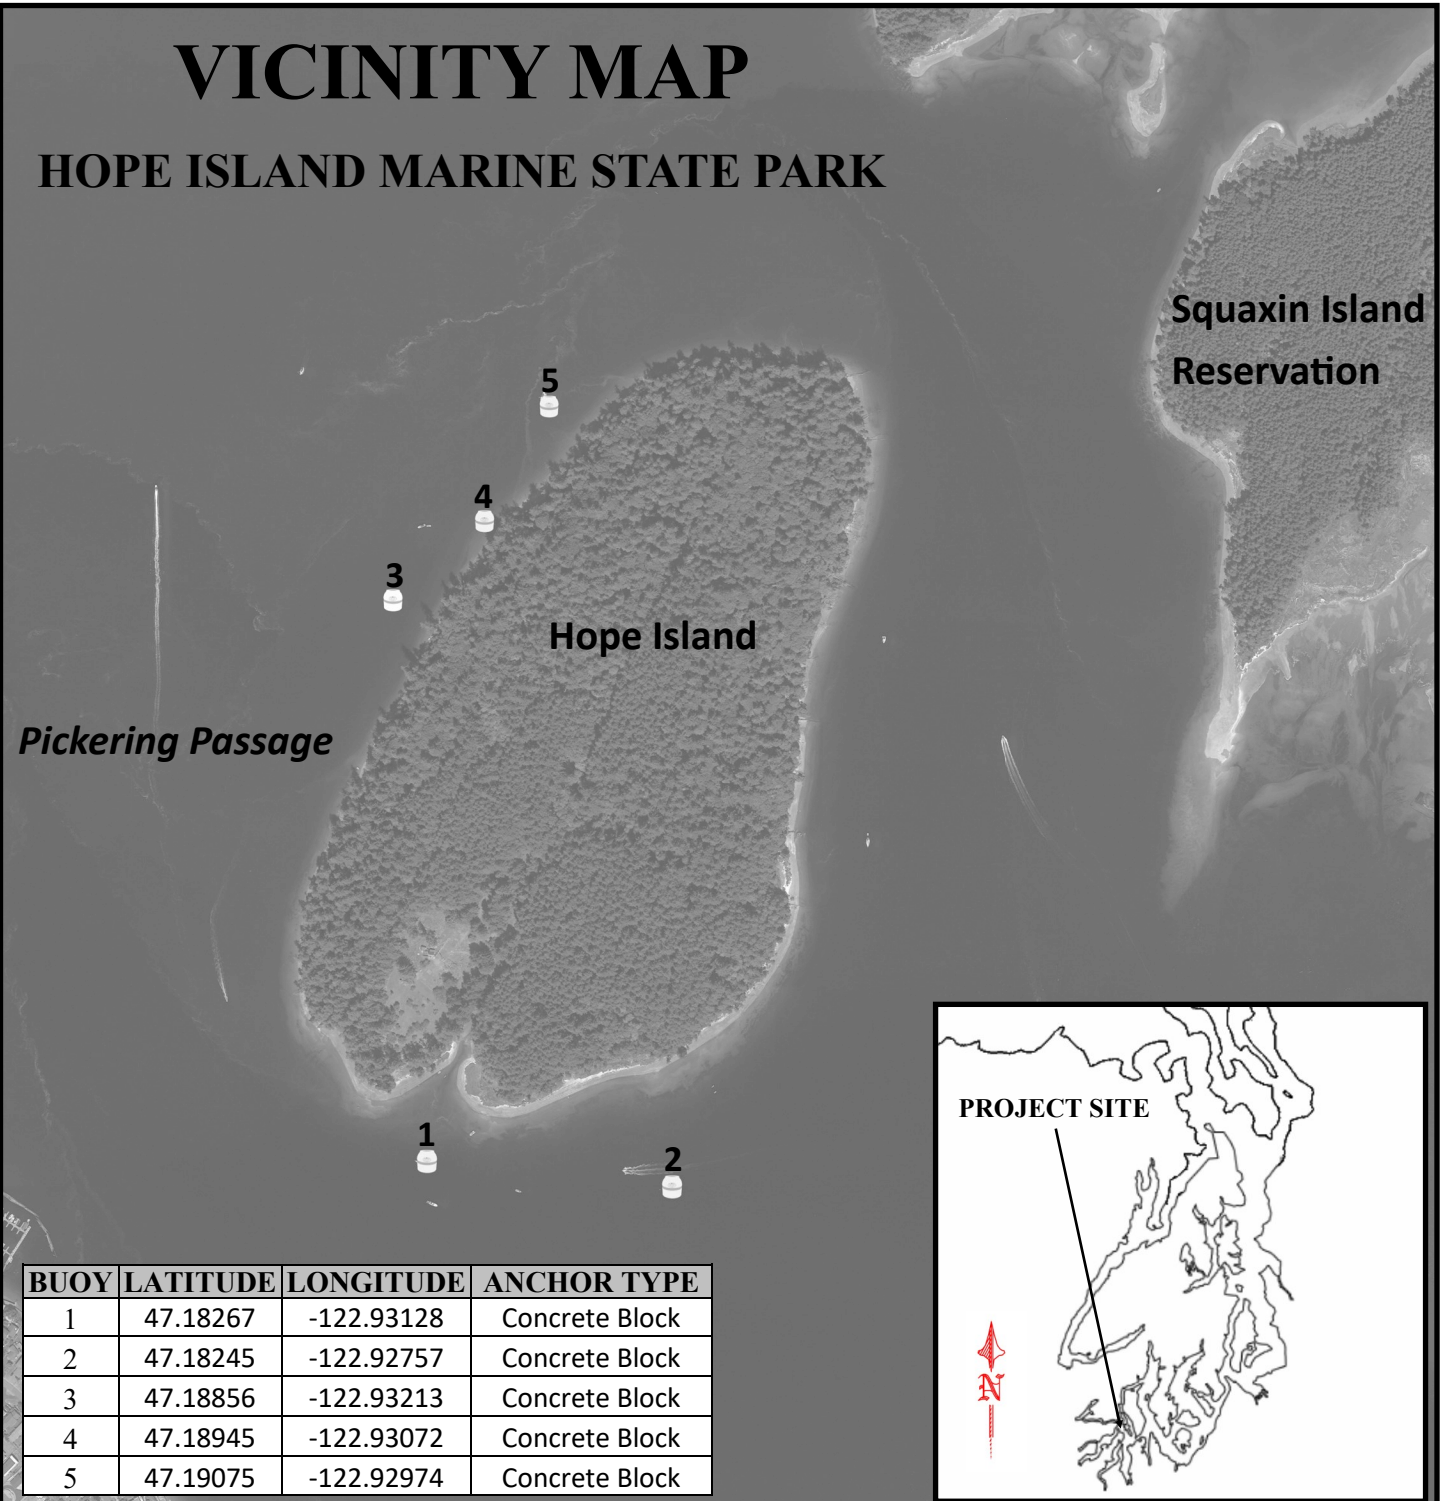 VICINITY MAP
HOPE ISLAND MARINE STATE PARK
Squaxin Island
Reservation
5
4
3
Hope Island
Pickering Passage
1
2
PROJECT SITE
N
BUOY LATITUDE LONGITUDE ANCHOR TYPE
1 47.18267 -122.93128 Concrete Block
2 47.18245 -122.92757 Concrete Block
3 47.18856 -122.93213 Concrete Block
4 47.18945 -122.93072 Concrete Block
5 47.19075 -122.92974 Concrete Block